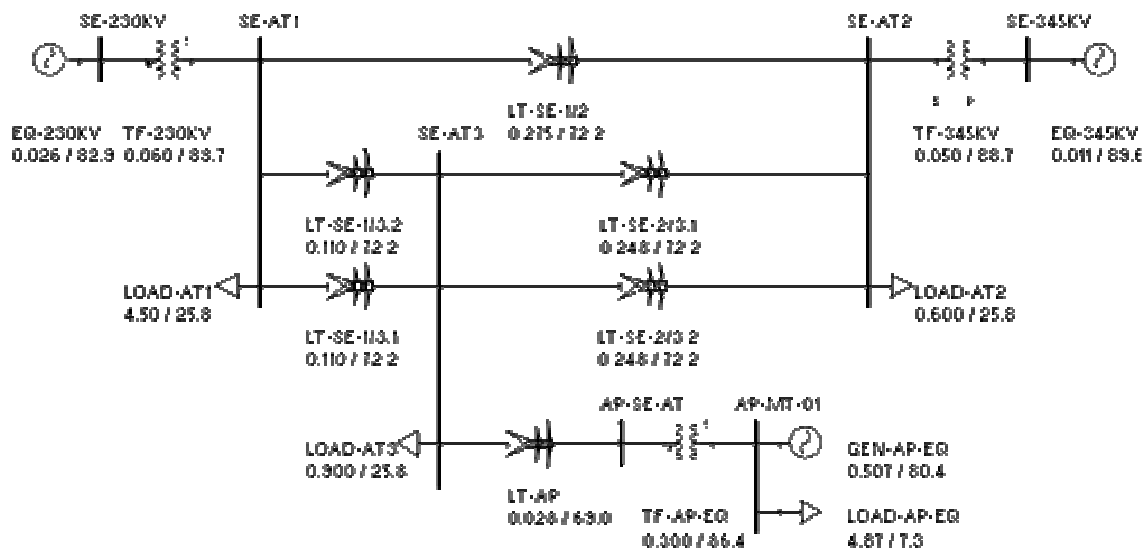 SE-230KV
SE-AT1
SE-AT2
SE-345KV
EQ-230KV
0.026 / 82.9
TF-230KV
0.060 / 89.7
LT-SE-1/2
0.275 / 72.2
SE-AT3
S P
TF-345KV
0.050 / 88.7
EQ-345KV
0.011 / 89.6
LT-SE-1/3.2
0.110 / 72.2
LT-SE-2/3.1
0.248 / 72.2
LOAD-AT1
4.50 / 25.8
LOAD-AT2
0.600 / 25.8
LT-SE-1/3.1
0.110 / 72.2
LT-SE-2/3.2
0.248 / 72.2
AP-SE-AT
AP-MT-01
LOAD-AT3
0.900 / 25.8
GEN-AP-EQ
0.507 / 80.4
LT-AP
0.028 / 69.0
TF-AP-EQ
0.300 / 86.4
LOAD-AP-EQ
4.87 / 7.3